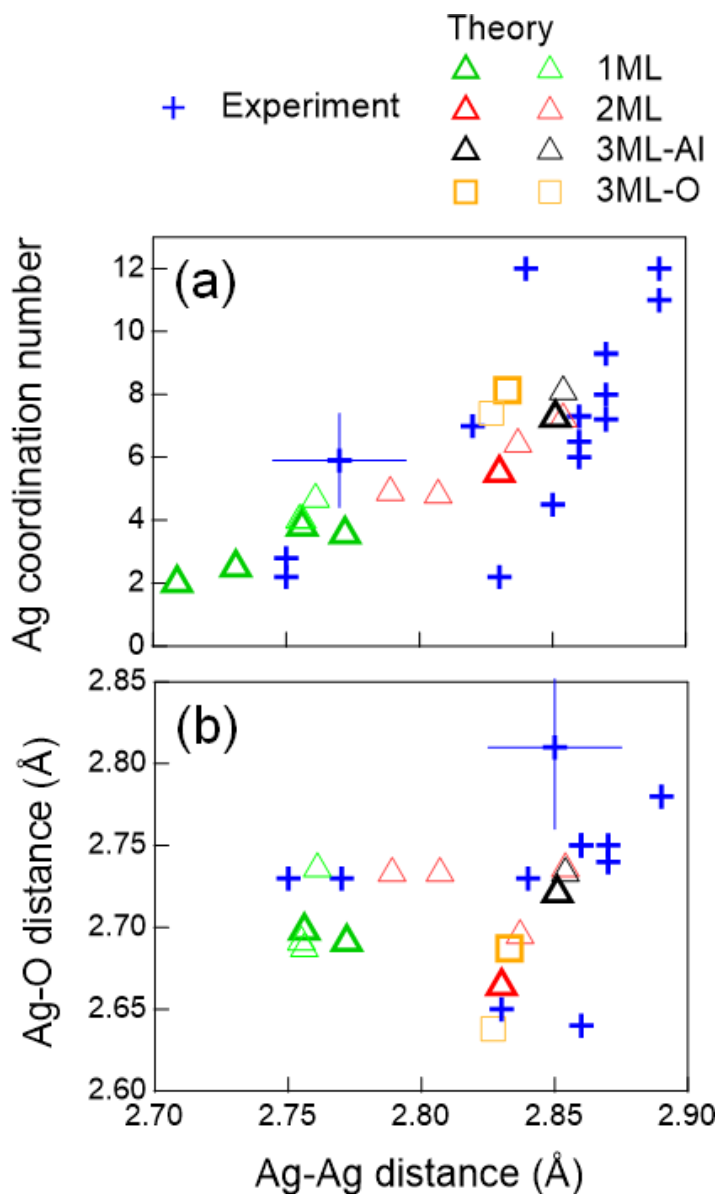 Theory
Experiment
1ML
2ML
3ML-Al
3ML-O
(a)
Ag coordination number
12
10
8
6
4
2
0
(b)
Ag-O distance (Å)
2.85
2.80
2.75
2.70
2.65
2.60
2.70 2.75 2.80 2.85 2.90
Ag-Ag distance (Å)